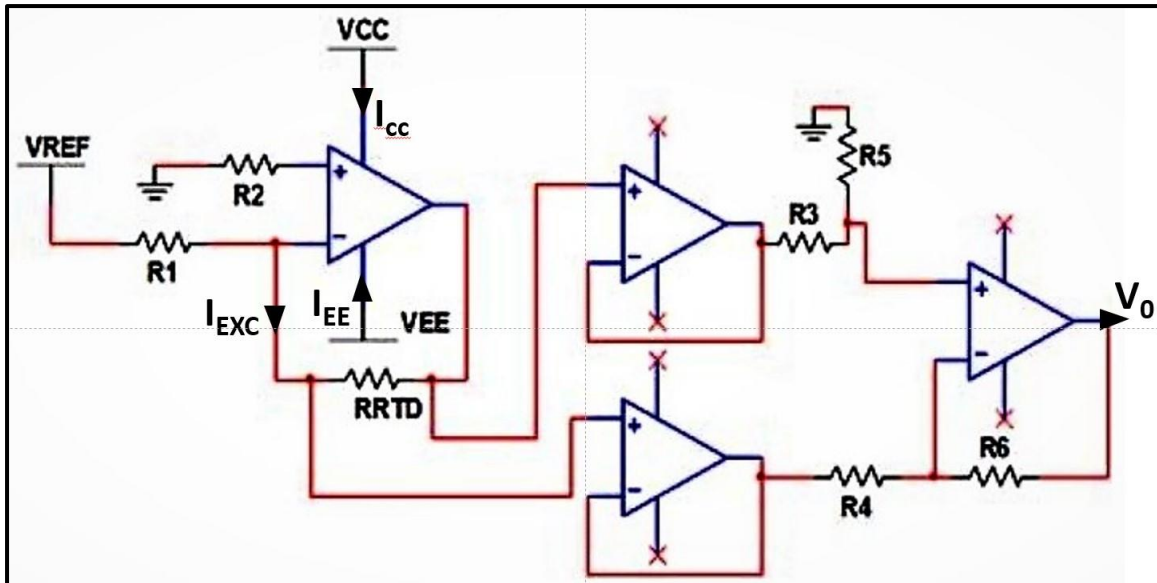 VCC
Icc
VREF
R2
+
-
R1
IEXC
IEE
VEE
RRTD
+
-
R3
R5
+
-
R4
+
-
R6
V0